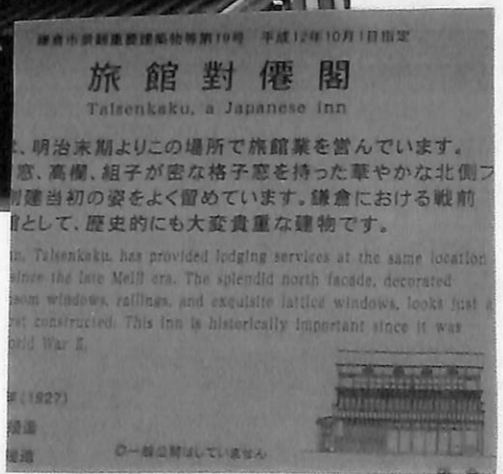 鎌倉市景観重要建築物等第19号 平成12年10月1日指定
旅館對僊閣
Taisenkaku, a Japanese Inn
、明治末期よりこの場所で旅館業を営んでいます。
窓、高欄、組子が密な格子窓を持った華やかな北側フ
創建当初の姿をよく留めています。鎌倉における戦前
館として、歴史的にも大変貴重な建物です。
nn, Taisenkaku, has provided lodging services at the same location
since the late Meiji era. The splendid north facade, decorated
nsom windows, railings, and exquisite lattice windows, looks just a
rst constructed. This inn is historically important since it was
orld War II.
(1927)
◎一般公開はしていません